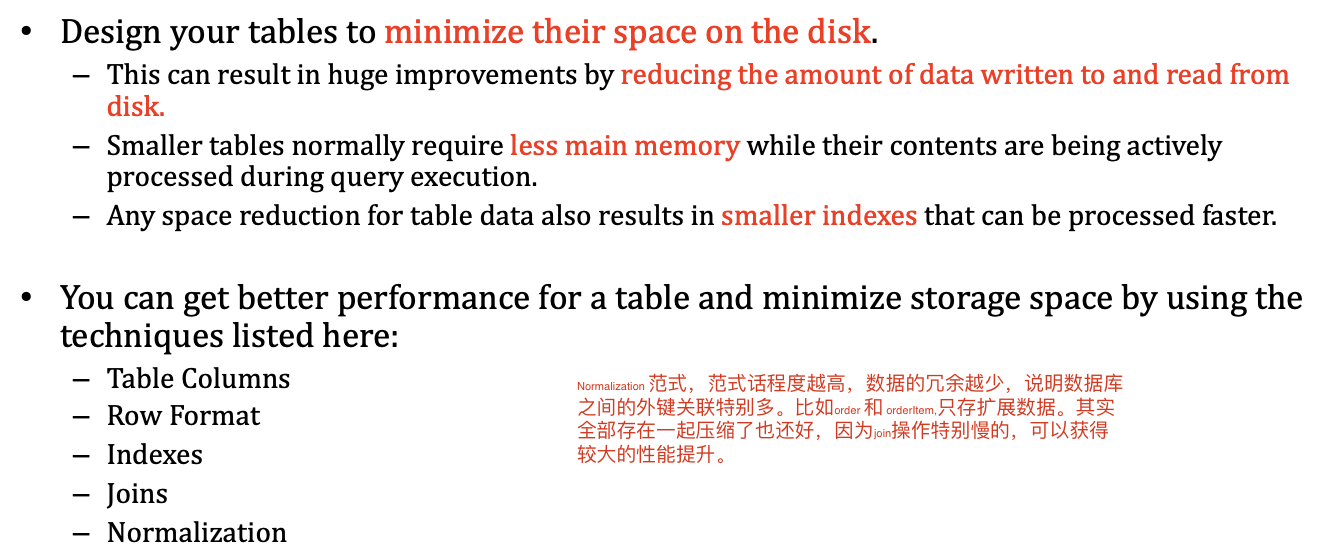 • Design your tables to minimize their space on the disk.
– This can result in huge improvements by reducing the amount of data written to and read from
disk.
– Smaller tables normally require less main memory while their contents are being actively
processed during query execution.
– Any space reduction for table data also results in smaller indexes that can be processed faster.
• You can get better performance for a table and minimize storage space by using the
techniques listed here:
– Table Columns
– Row Format
– Indexes
– Joins
– Normalization
Normalization 范式，范式话程度越高，数据的冗余越少，说明数据库
之间的外键关联特别多。比如order 和 orderItem,只存扩展数据。其实
全部存在一起压缩了也还好，因为join操作特别慢的，可以获得
较大的性能提升。